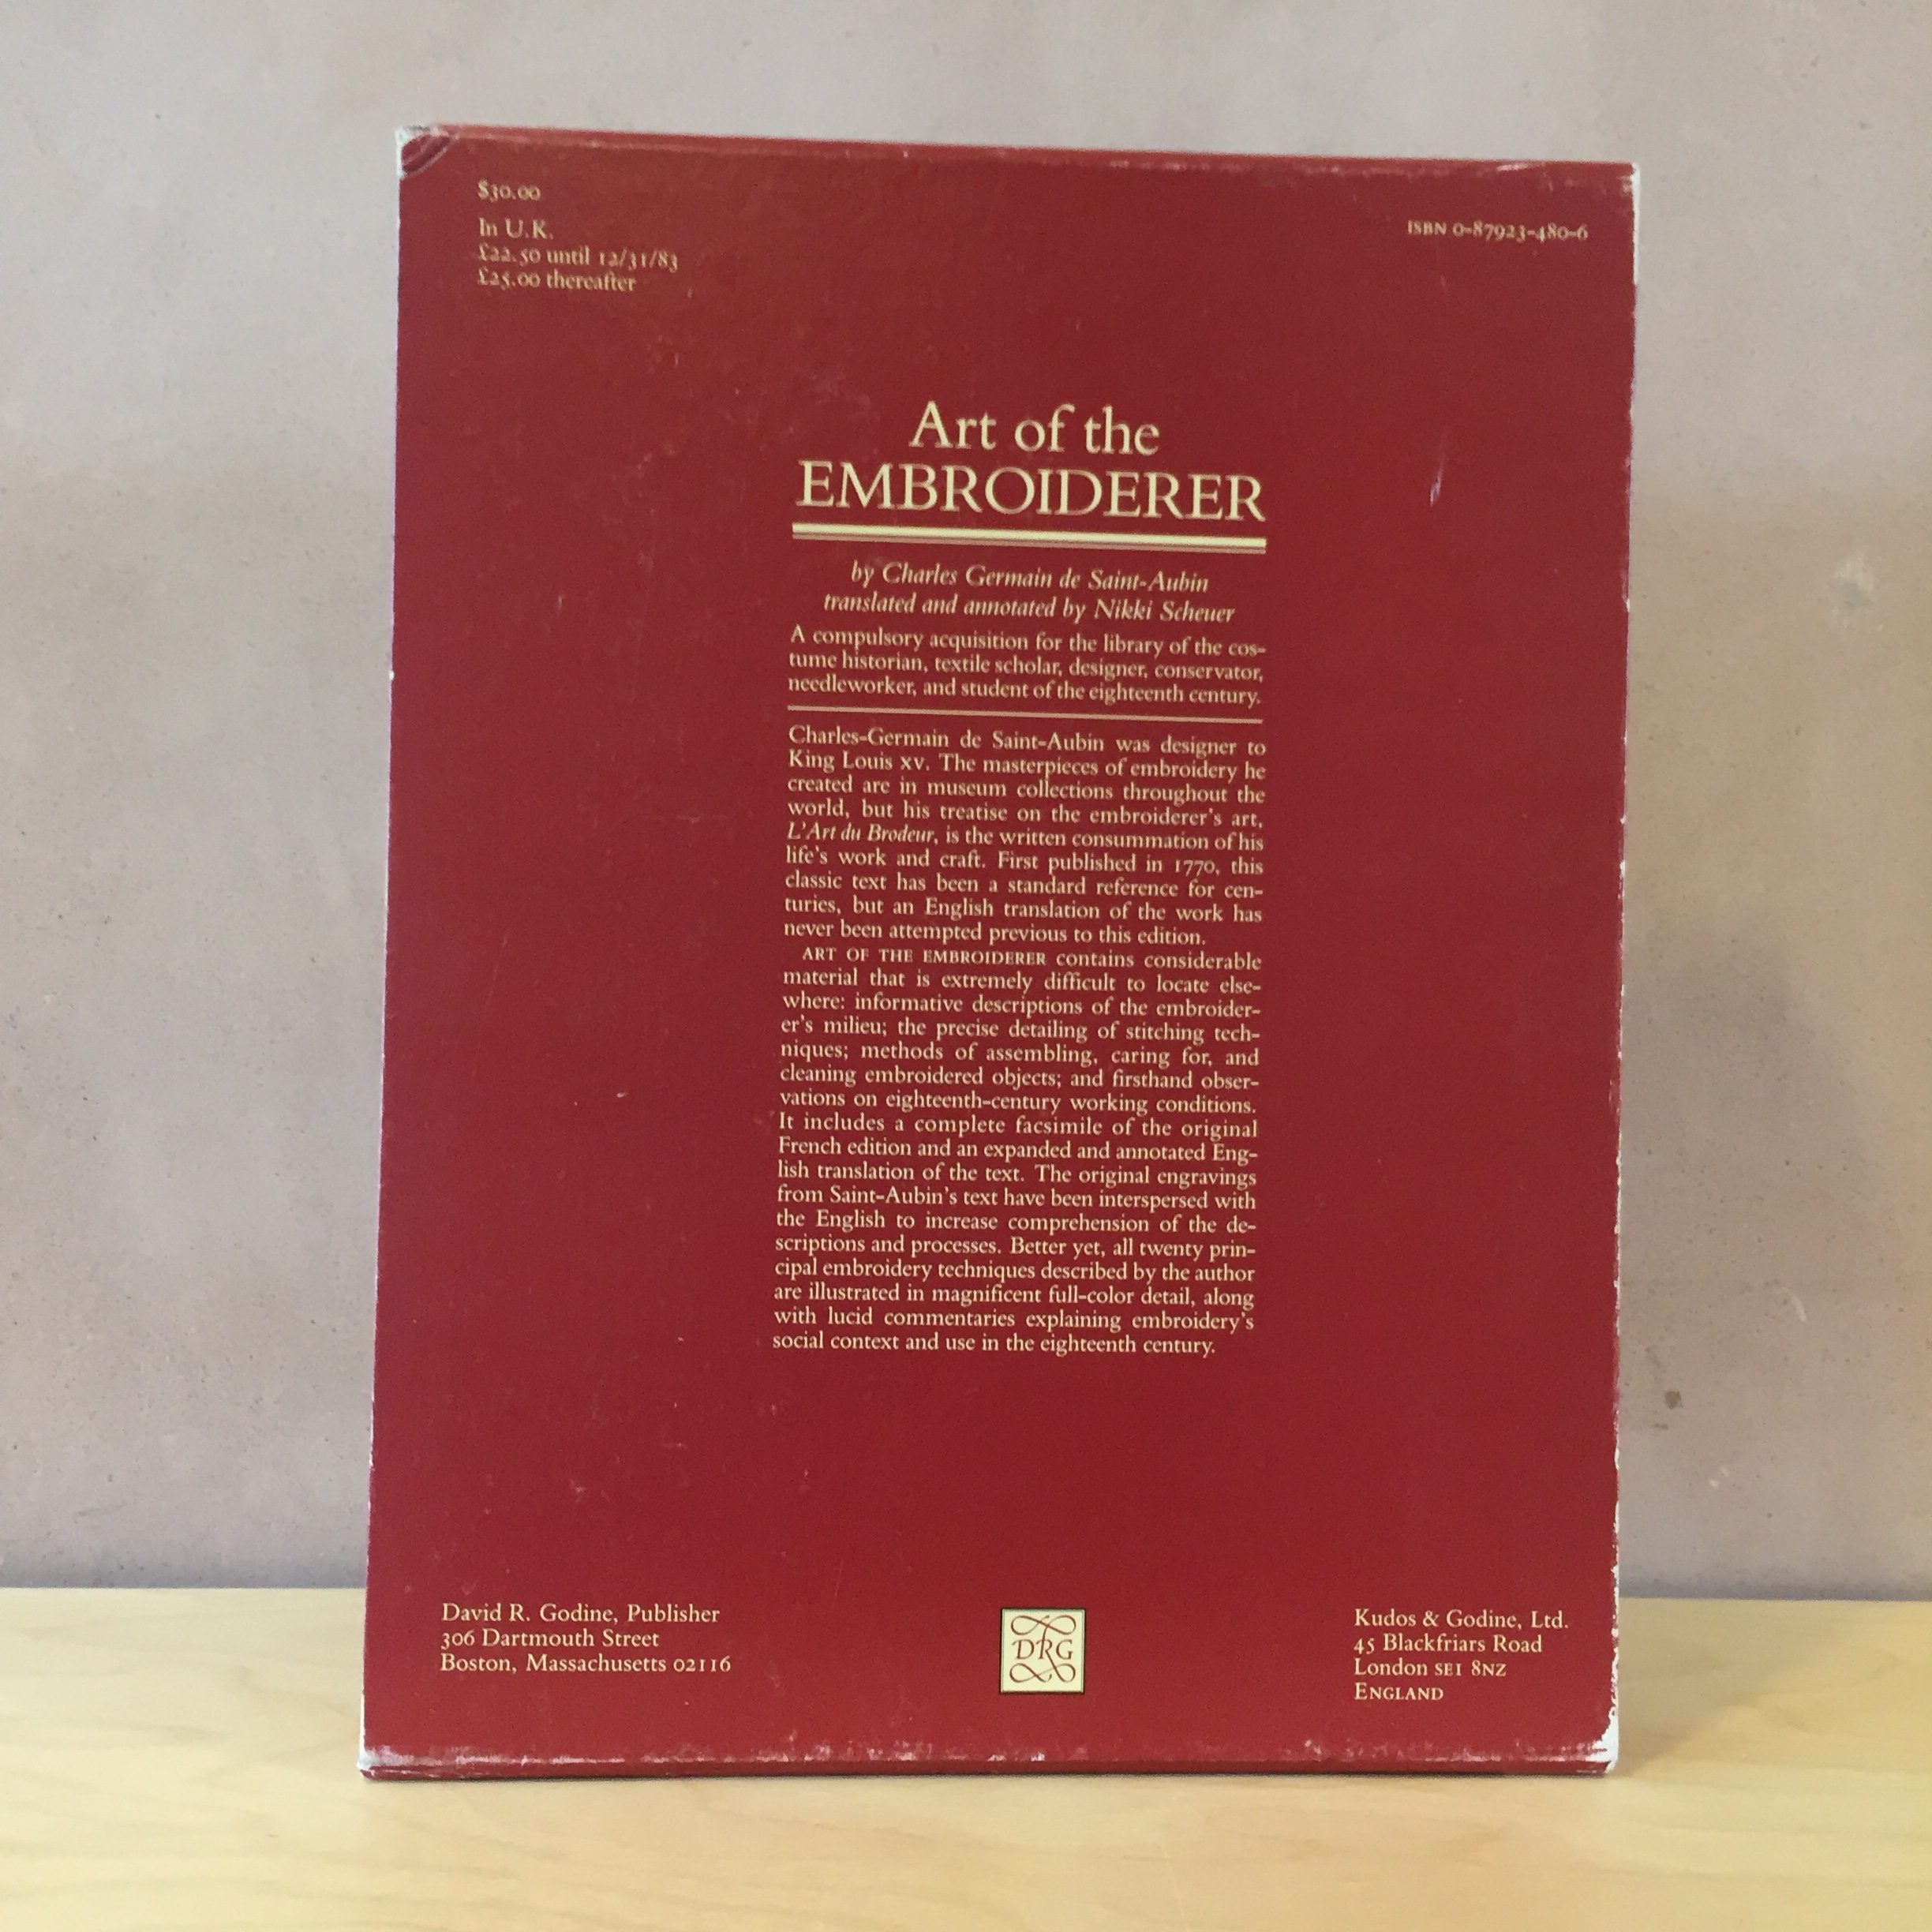 $30.00
In U.K.
£22.50 until 12/31/83
£25.00 thereafter
ISBN 0-87923-480-6
Art of the
EMBROIDERER
by Charles Germain de Saint-Aubin
translated and annotated by Nikki Scheuer
A compulsory acquisition for the library of the cos-
tume historian, textile scholar, designer, conservator,
needleworker, and student of the eighteenth century.
Charles-Germain de Saint-Aubin was designer to
King Louis XV. The masterpieces of embroidery he
created are in museum collections throughout the
world, but his treatise on the embroiderer's art,
L'Art du Brodeur, is the written consummation of his
life's work and craft. First published in 1770, this
classic text has been a standard reference for cen-
turies, but an English translation of the work has
never been attempted previous to this edition.
ART OF THE EMBROIDERER contains considerable
material that is extremely difficult to locate else-
where: informative descriptions of the embroider-
er's milieu; the precise detailing of stitching tech-
niques; methods of assembling, caring for, and
cleaning embroidered objects; and firsthand obser-
vations on eighteenth-century working conditions.
It includes a complete facsimile of the original
French edition and an expanded and annotated Eng-
lish translation of the text. The original engravings
from Saint-Aubin's text have been interspersed with
the English to increase comprehension of the de-
scriptions and processes. Better yet, all twenty prin-
cipal embroidery techniques described by the author
are illustrated in magnificent full-color detail, along
with lucid commentaries explaining embroidery's
social context and use in the eighteenth century.
David R. Godine, Publisher
306 Dartmouth Street
Boston, Massachusetts 02116
DRG
Kudos & Godine, Ltd.
45 Blackfriars Road
London SE1 8NZ
ENGLAND